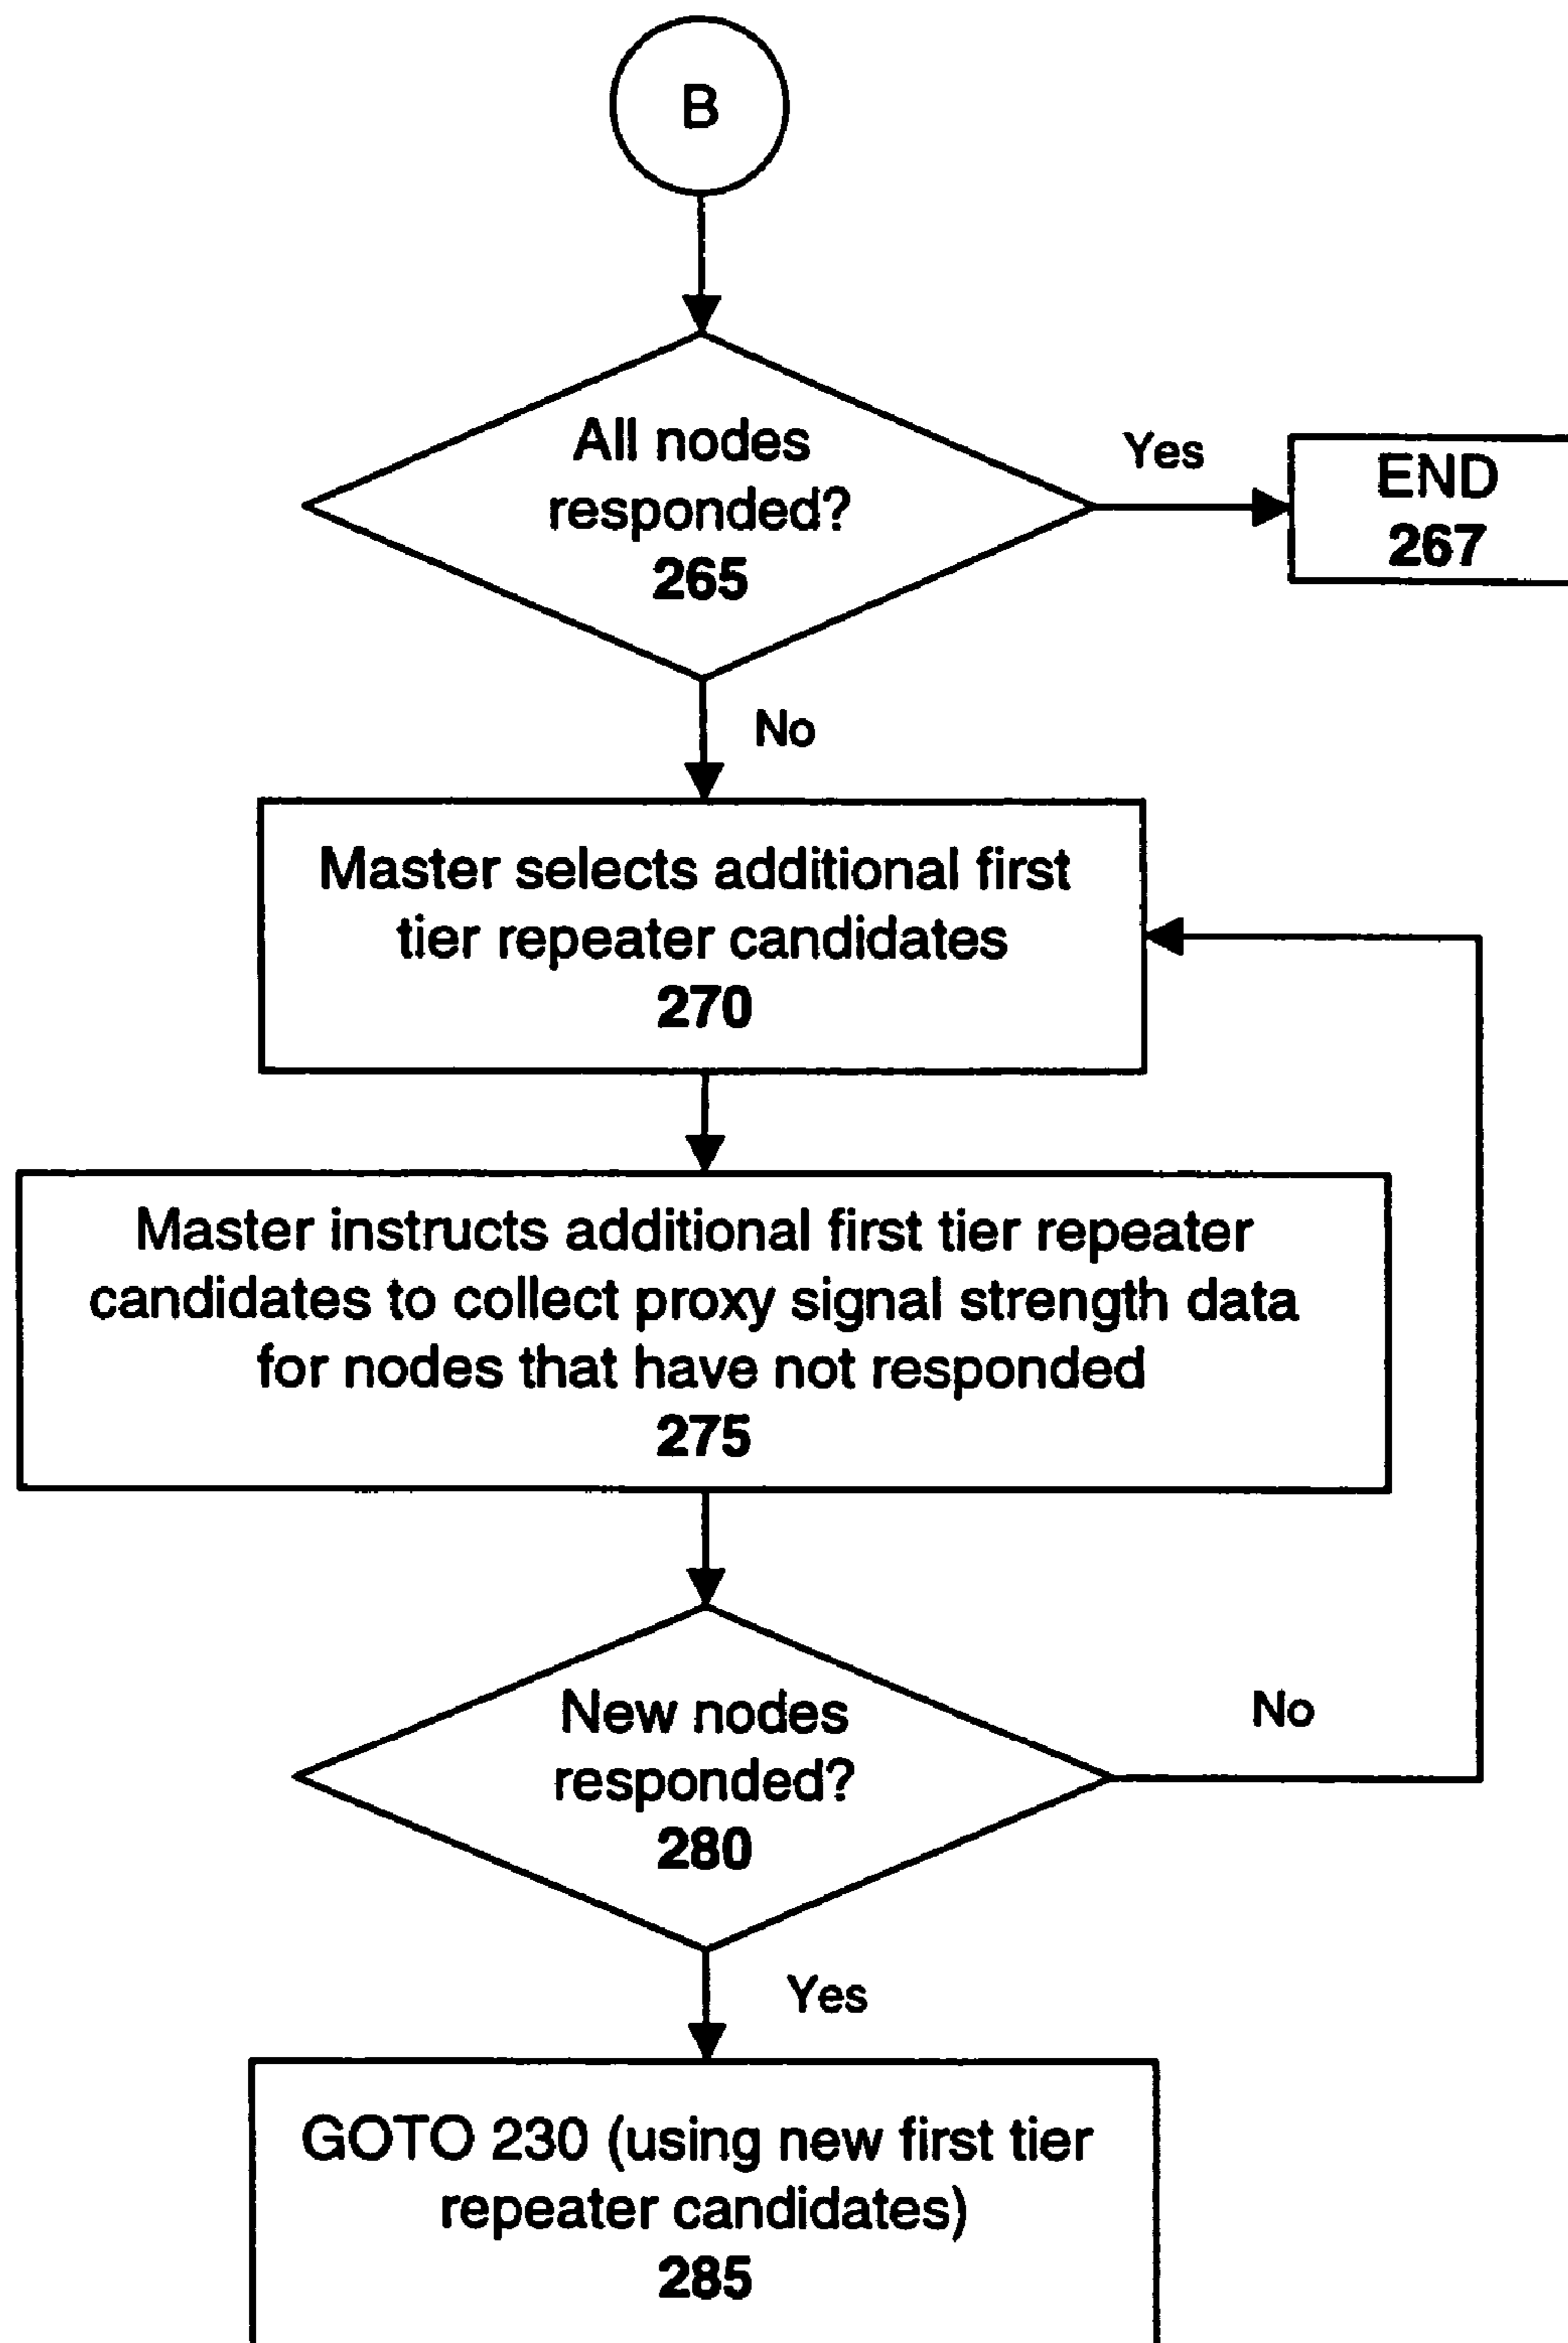 B
All nodes
responded?
265
Yes
END
267
No
Master selects additional first
tier repeater candidates
270
Master instructs additional first tier repeater
candidates to collect proxy signal strength data
for nodes that have not responded
275
New nodes
responded?
280
No
Yes
GOTO 230 (using new first tier
repeater candidates)
285